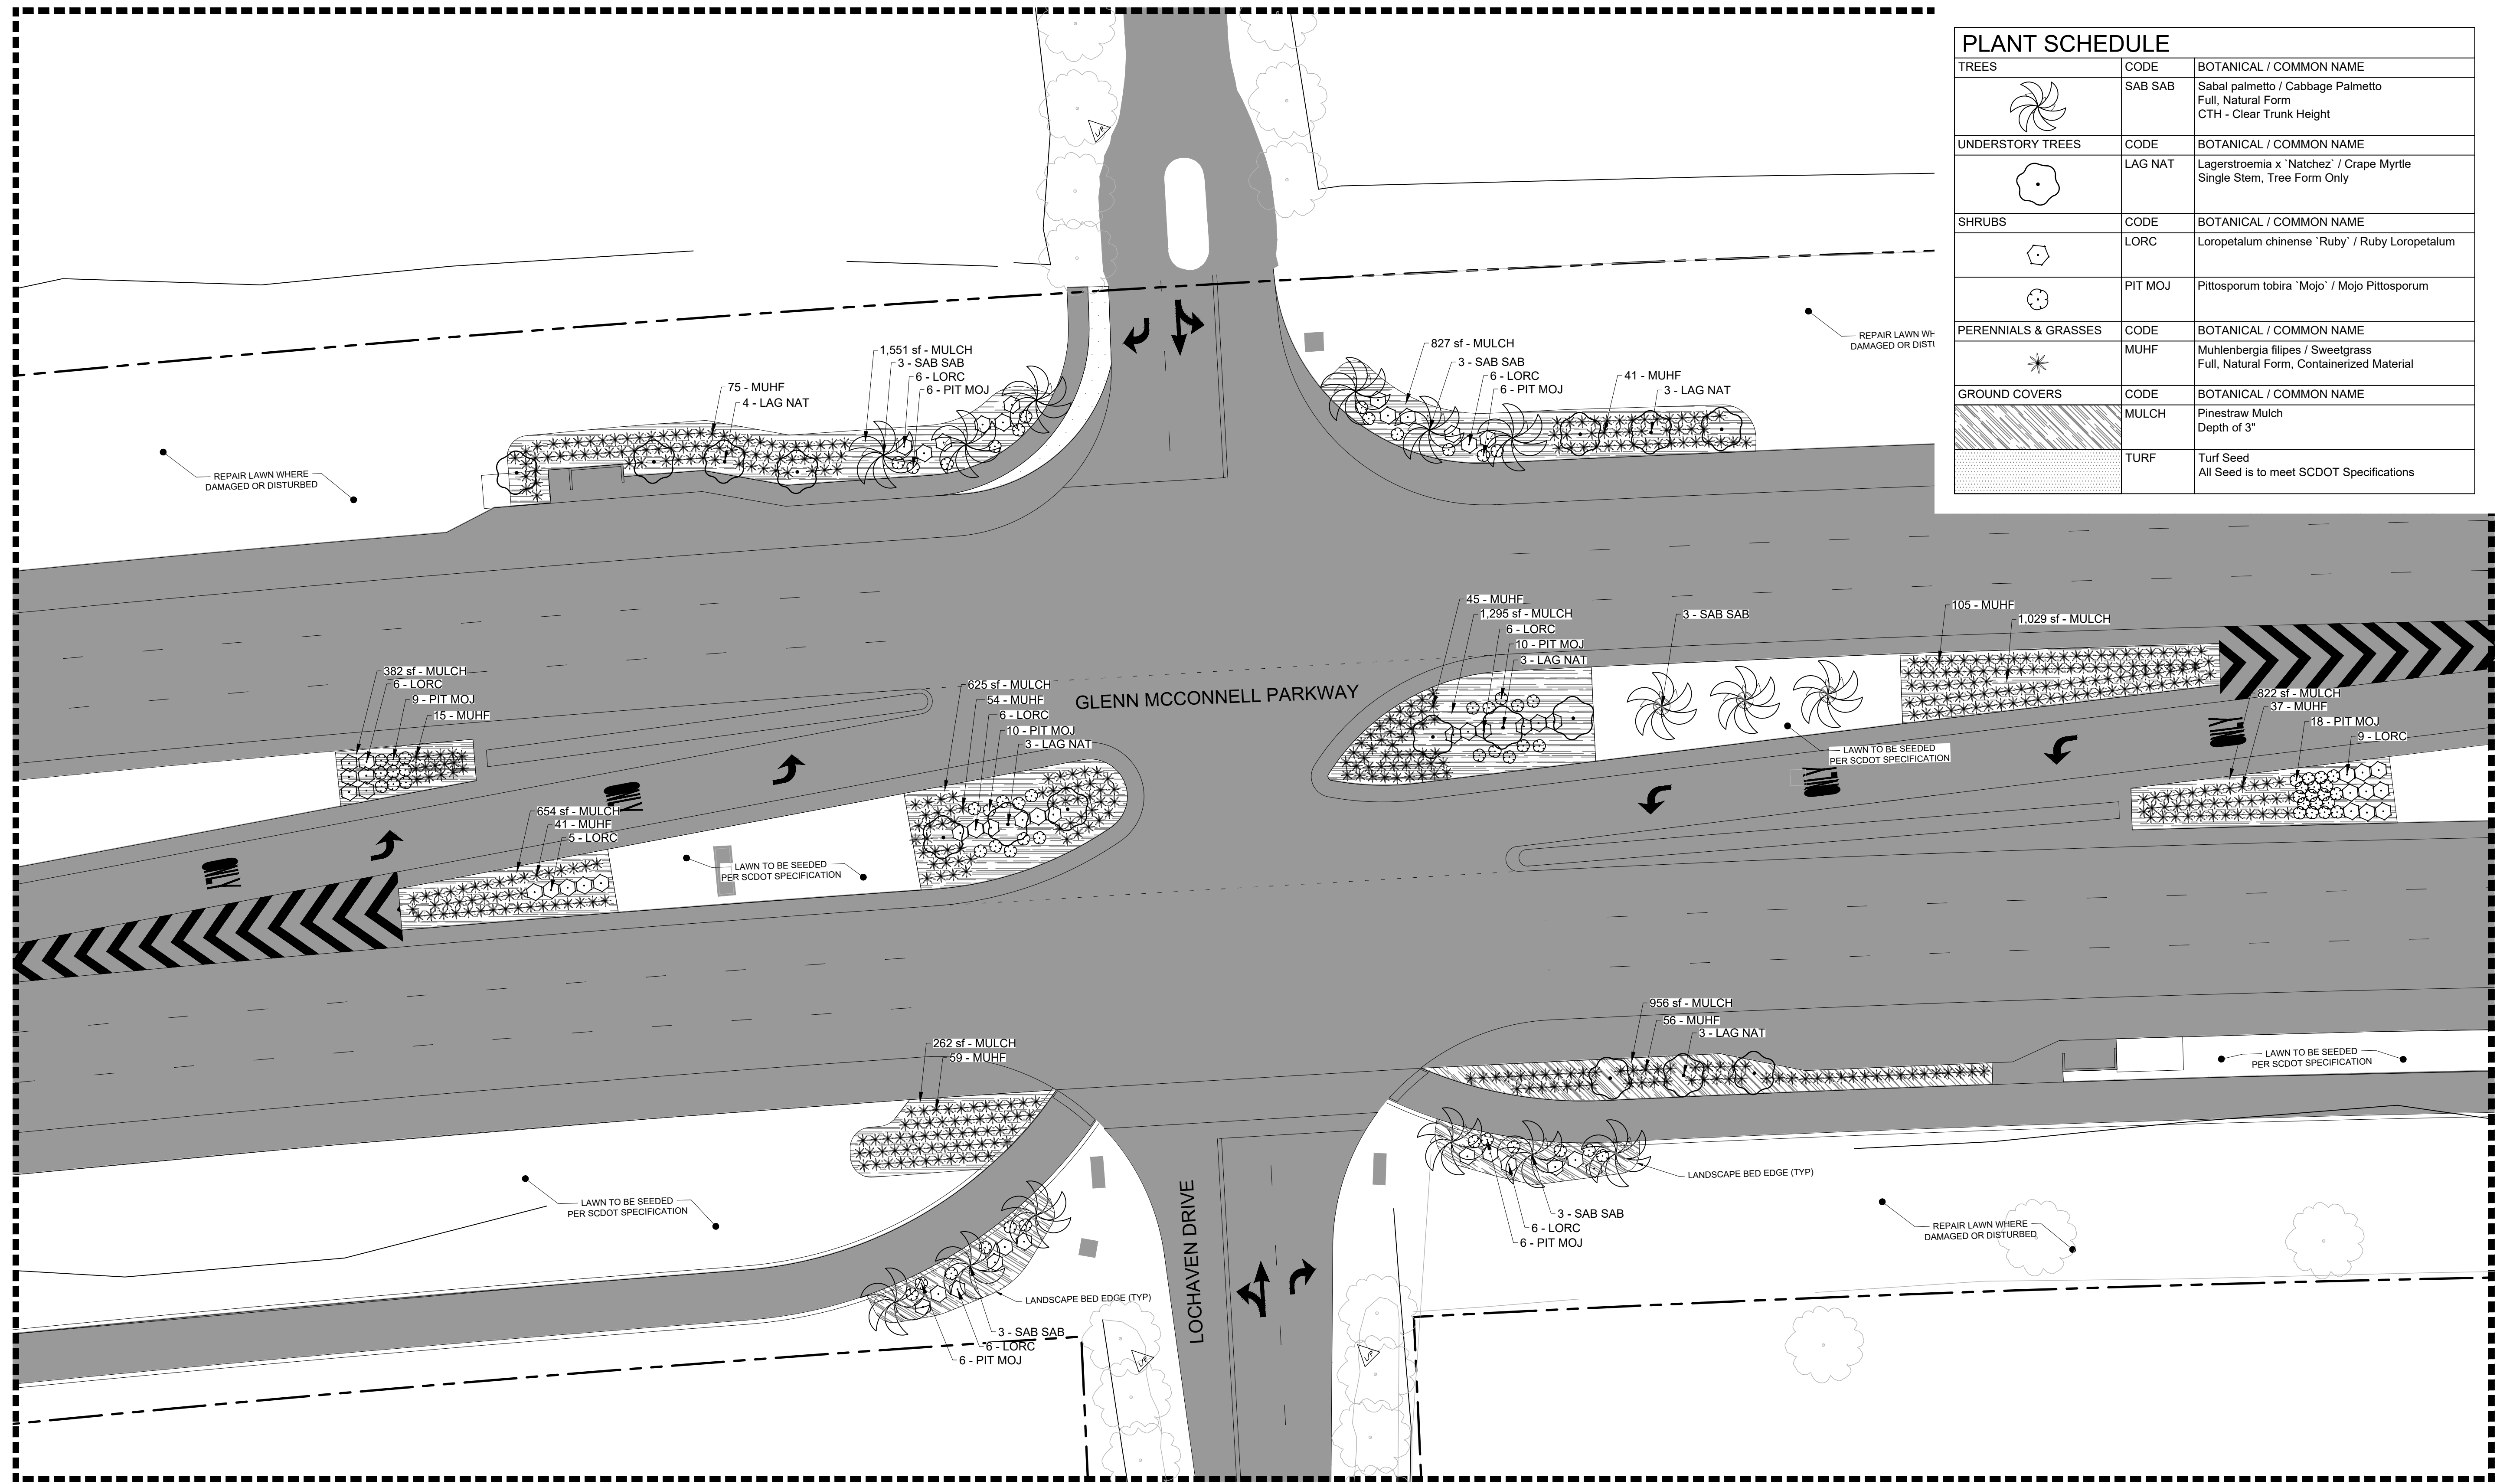 PLANT SCHEDULE
TREES CODE BOTANICAL / COMMON NAME
SAB SAB Sabal palmetto / Cabbage Palmetto
Full, Natural Form
CTH - Clear Trunk Height
UNDERSTORY TREES CODE BOTANICAL / COMMON NAME
LAG NAT Lagerstroemia x `Natchez` / Crape Myrtle
Single Stem, Tree Form Only
SHRUBS CODE BOTANICAL / COMMON NAME
LORC Loropetalum chinense `Ruby` / Ruby Loropetalum
PIT MOJ Pittosporum tobira `Mojo` / Mojo Pittosporum
PERENNIALS & GRASSES CODE BOTANICAL / COMMON NAME
MUHF Muhlenbergia filipes / Sweetgrass
Full, Natural Form, Containerized Material
GROUND COVERS CODE BOTANICAL / COMMON NAME
MULCH Pinestraw Mulch
Depth of 3"
TURF Turf Seed
All Seed is to meet SCDOT Specifications
L/P
1,551 sf - MULCH
3 - SAB SAB
6 - LORC
6 - PIT MOJ
75 - MUHF
4 - LAG NAT
827 sf - MULCH
3 - SAB SAB
6 - LORC
6 - PIT MOJ
41 - MUHF
3 - LAG NAT
REPAIR LAWN WH
DAMAGED OR DIST
REPAIR LAWN WHERE
DAMAGED OR DISTURBED
45 - MUHF
1,295 sf - MULCH
6 - LORC
10 - PIT MOJ
3 - LAG NAT
3 - SAB SAB
105 - MUHF
1,029 sf - MULCH
382 sf - MULCH
6 - LORC
9 - PIT MOJ
15 - MUHF
625 sf - MULCH
54 - MUHF
6 - LORC
10 - PIT MOJ
3 - LAG NAT
GLENN MCCONNELL PARKWAY
822 sf - MULCH
37 - MUHF
18 - PIT MOJ
9 - LORC
LAWN TO BE SEEDED
PER SCDOT SPECIFICATION
ONLY
ONLY
ONLY
ONLY
654 sf - MULCH
41 - MUHF
5 - LORC
LAWN TO BE SEEDED
PER SCDOT SPECIFICATION
956 sf - MULCH
56 - MUHF
3 - LAG NAT
262 sf - MULCH
59 - MUHF
LAWN TO BE SEEDED
PER SCDOT SPECIFICATION
LANDSCAPE BED EDGE (TYP)
3 - SAB SAB
6 - LORC
6 - PIT MOJ
LAWN TO BE SEEDED
PER SCDOT SPECIFICATION
REPAIR LAWN WHERE
DAMAGED OR DISTURBED
LOCHAVEN DRIVE
LANDSCAPE BED EDGE (TYP)
3 - SAB SAB
6 - LORC
6 - PIT MOJ
L/P
L/P